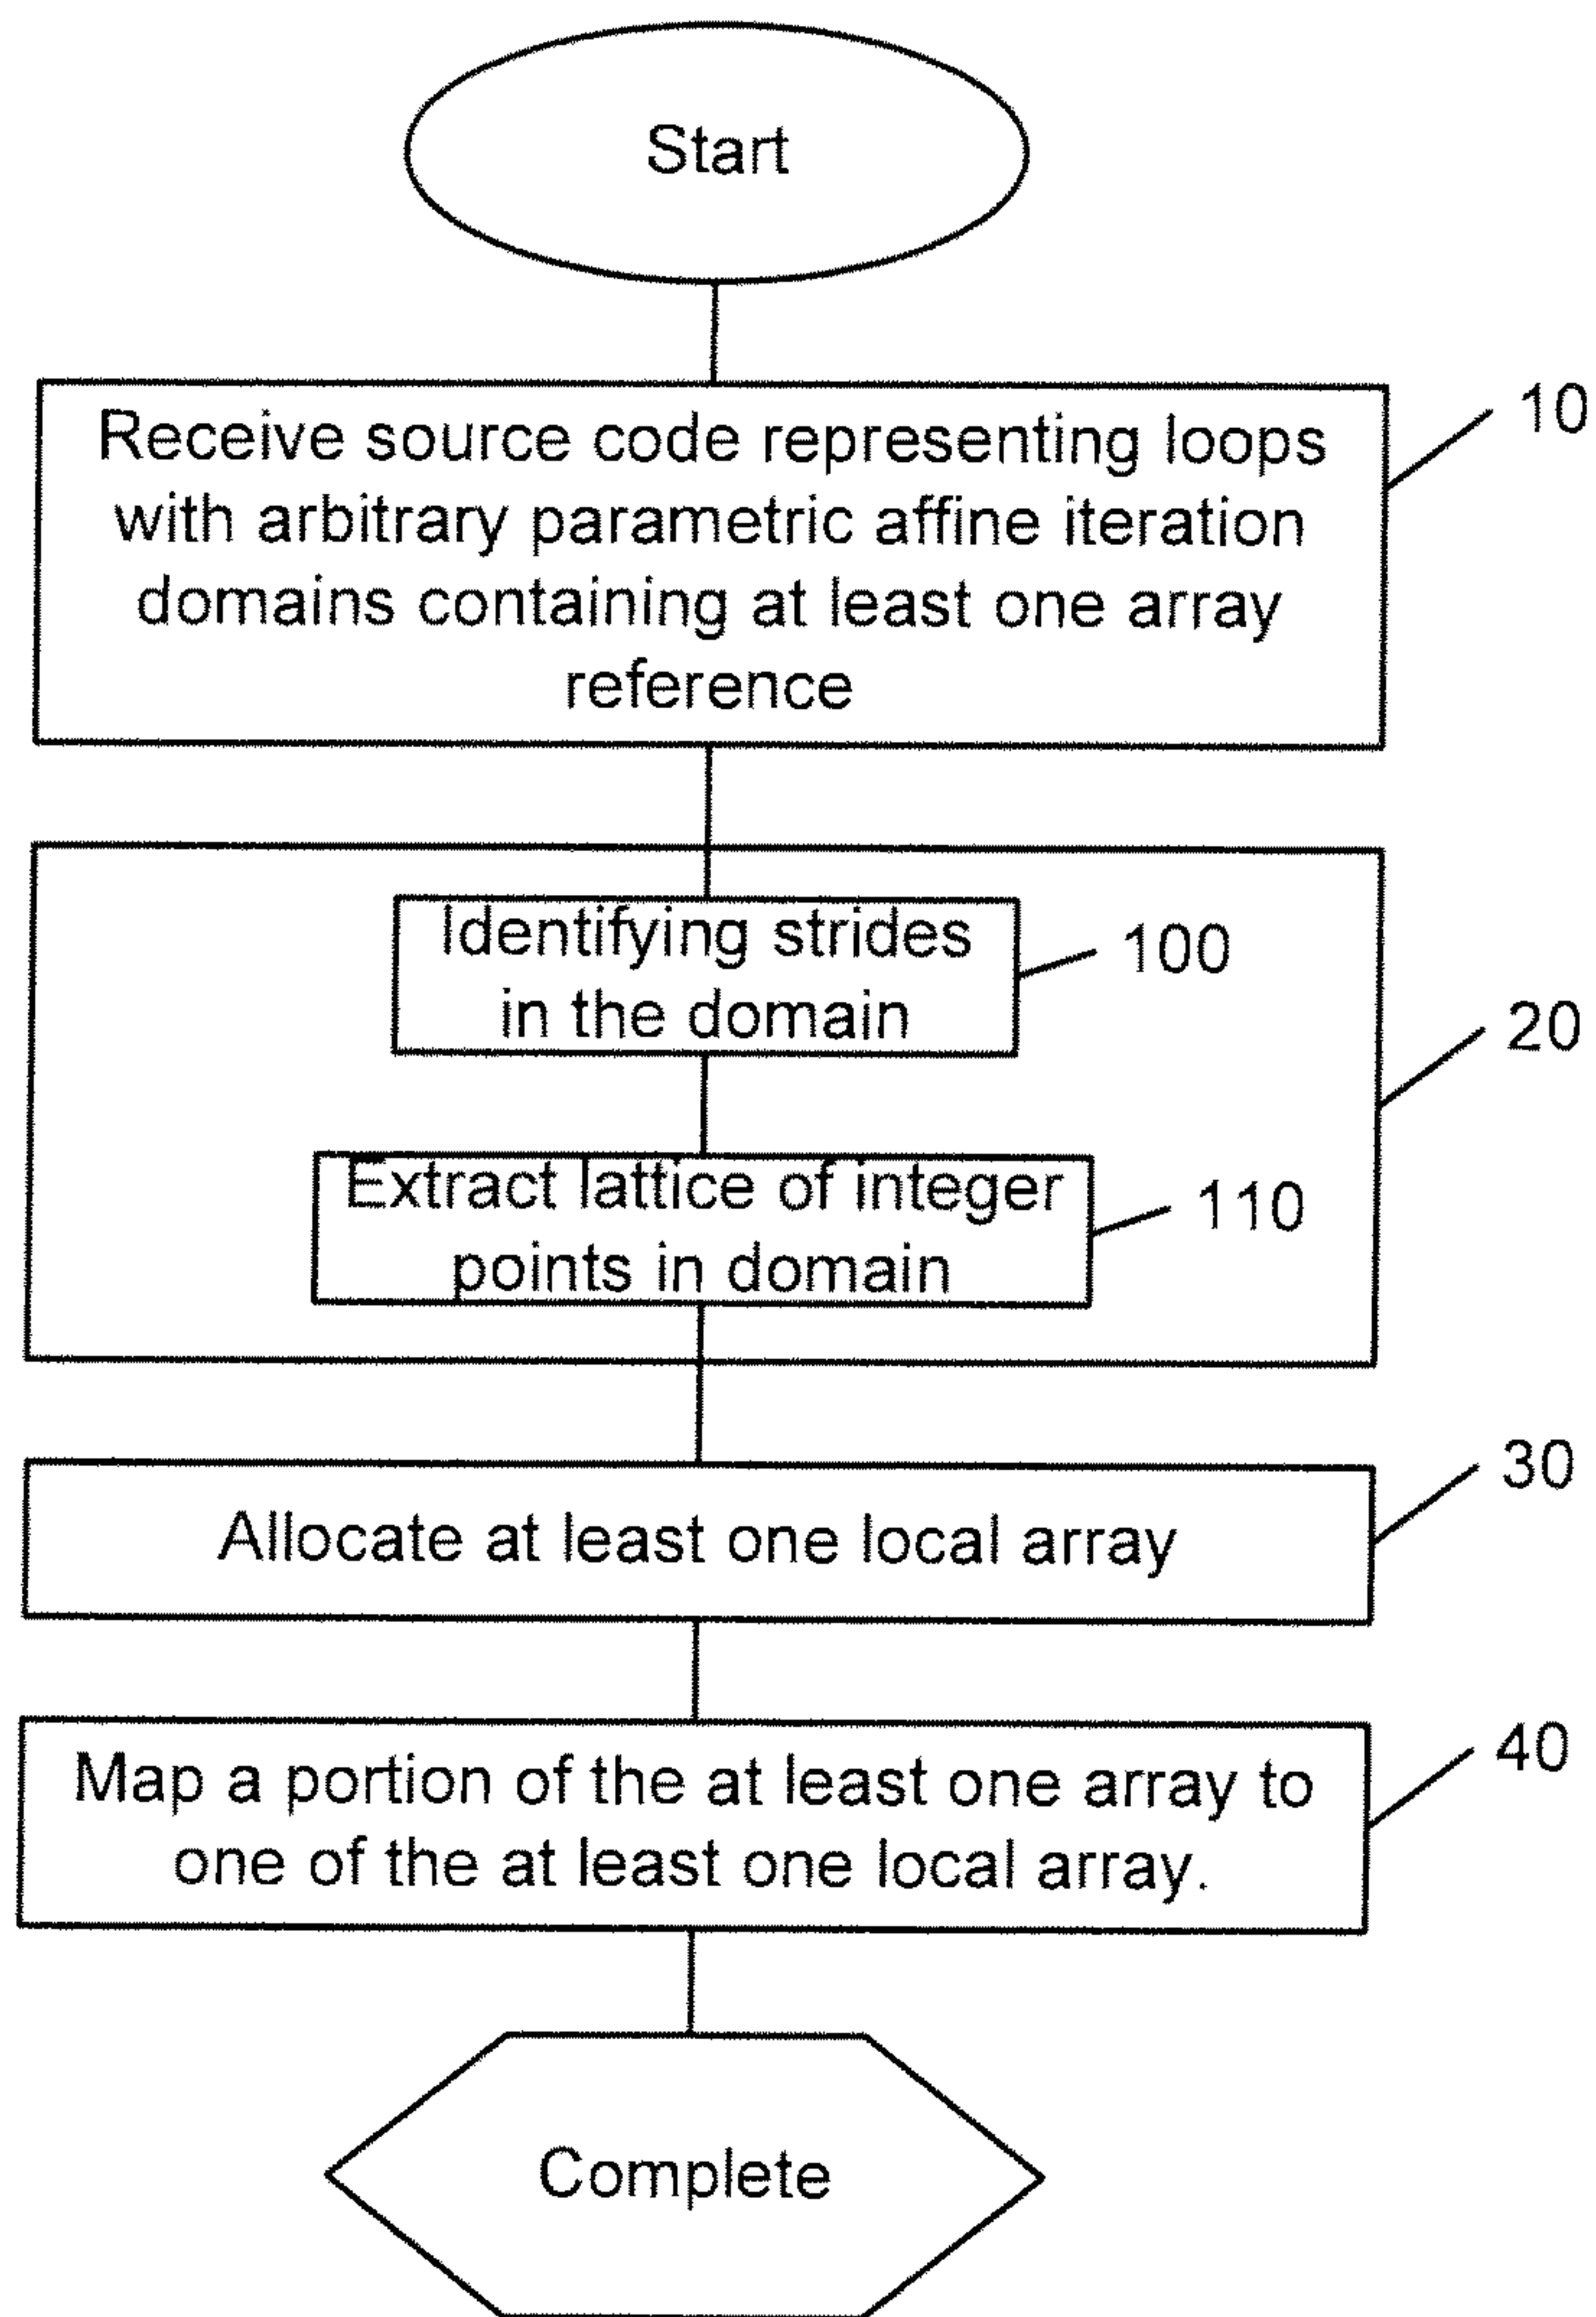 Start
Receive source code representing loops
with arbitrary parametric affine iteration
domains containing at least one array
reference
10
Identifying strides
in the domain
100
20
Extract lattice of integer
points in domain
110
Allocate at least one local array
30
Map a portion of the at least one array to
one of the at least one local array.
40
Complete